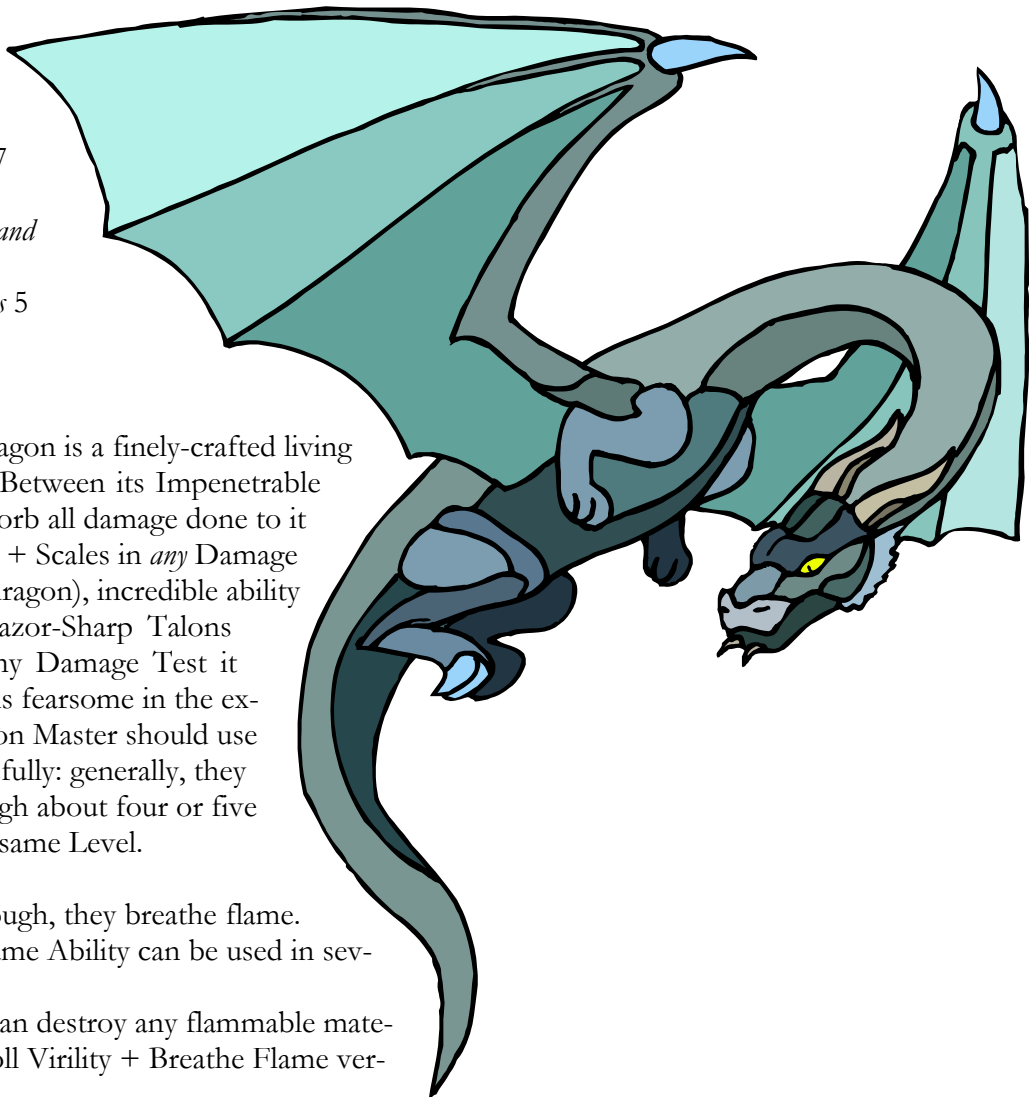 7
and
s 5
ragon is a finely-crafted living
Between its Impenetrable
orb all damage done to it
+ Scales in any Damage
ragon), incredible ability
azor-Sharp Talons
ny Damage Test it
is fearsome in the ex-
on Master should use
fully: generally, they
gh about four or five
same Level.
ough, they breathe flame.
ame Ability can be used in sev-
an destroy any flammable mate-
oll Virility + Breathe Flame ver-